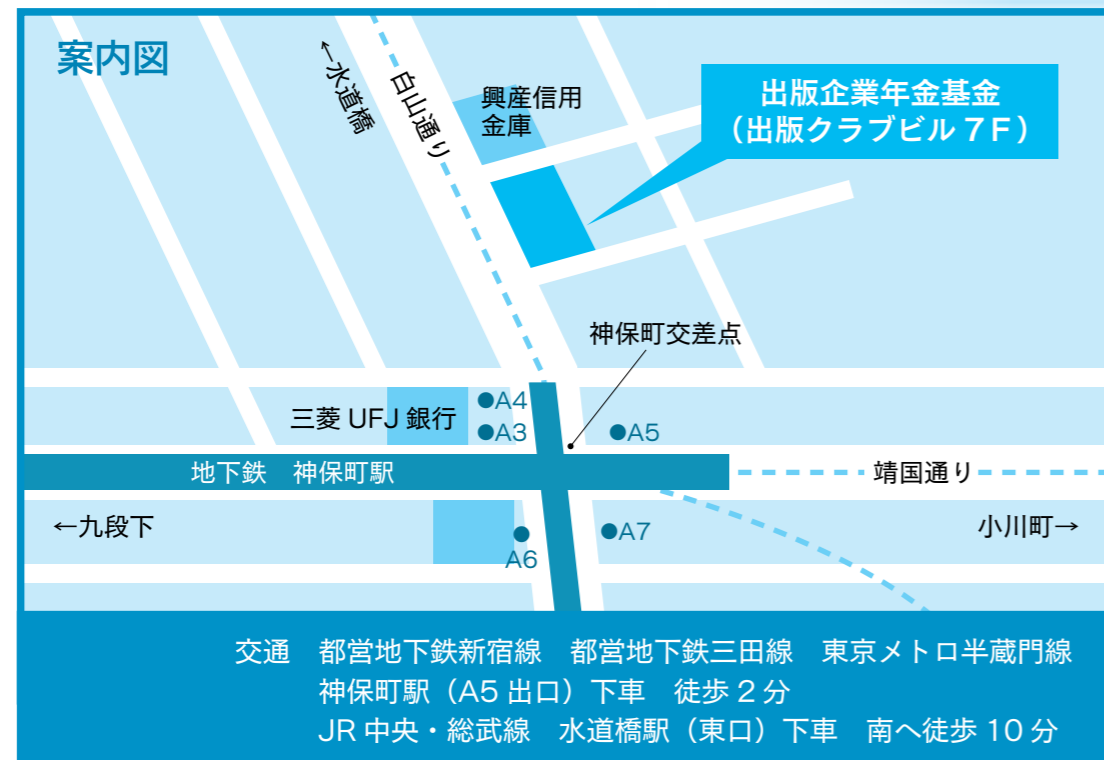 案内図
←水道橋
白山通り
興産信用
金庫
出版企業年金基金
（出版クラブビル 7F）
神保町交差点
三菱 UFJ 銀行
●A4
●A3
●A5
地下鉄　神保町駅
靖国通り
←九段下
A6
●A7
小川町→
交通　都営地下鉄新宿線　都営地下鉄三田線　東京メトロ半蔵門線
神保町駅（A5 出口）下車　徒歩 2 分
JR 中央・総武線　水道橋駅（東口）下車　南へ徒歩 10 分